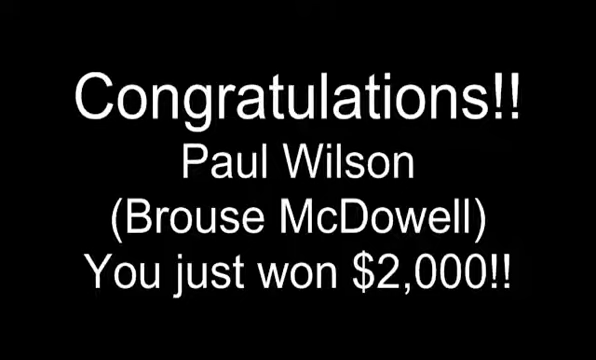 Congratulations!!
Paul Wilson
(Brouse McDowell)
You just won $2,000!!